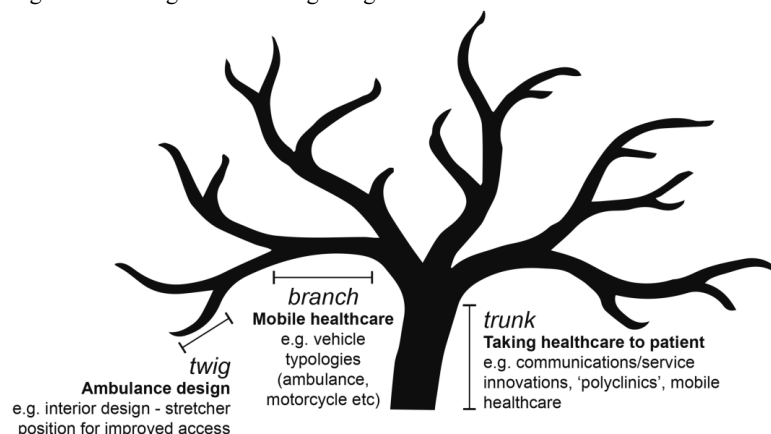 branch
Mobile healthcare
e.g. vehicle
typologies
(ambulance,
motorcycle etc)
trunk
Taking healthcare to patient
e.g. communications/service
innovations, ‘polyclinics’, mobile
healthcare
twig
Ambulance design
e.g. interior design - stretcher
position for improved access